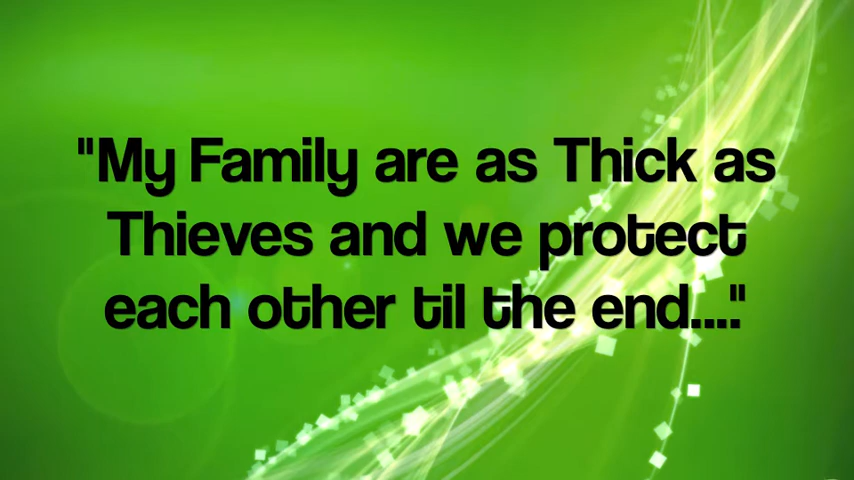 "My Family are as Thick as
Thieves and we protect
each other til the end...."